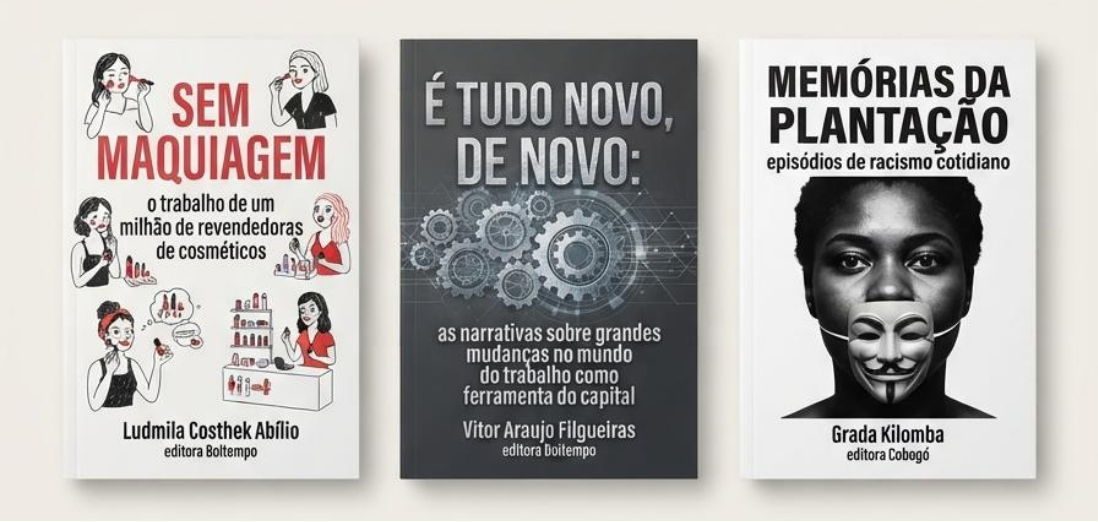 SEM
MAQUIAGEM
o trabalho de um
milhão de revendedoras
de cosméticos
Ludmila Costhek Abílio
editora Boltempo
É TUDO NOVO,
DE NOVO:
as narrativas sobre grandes
mudanças no mundo
do trabalho como
ferramenta do capital
Vitor Araujo Filgueiras
editora Doitempo
MEMÓRIAS DA
PLANTAÇÃO
episódios de racismo cotidiano
Grada Kilomba
editora Cobogó